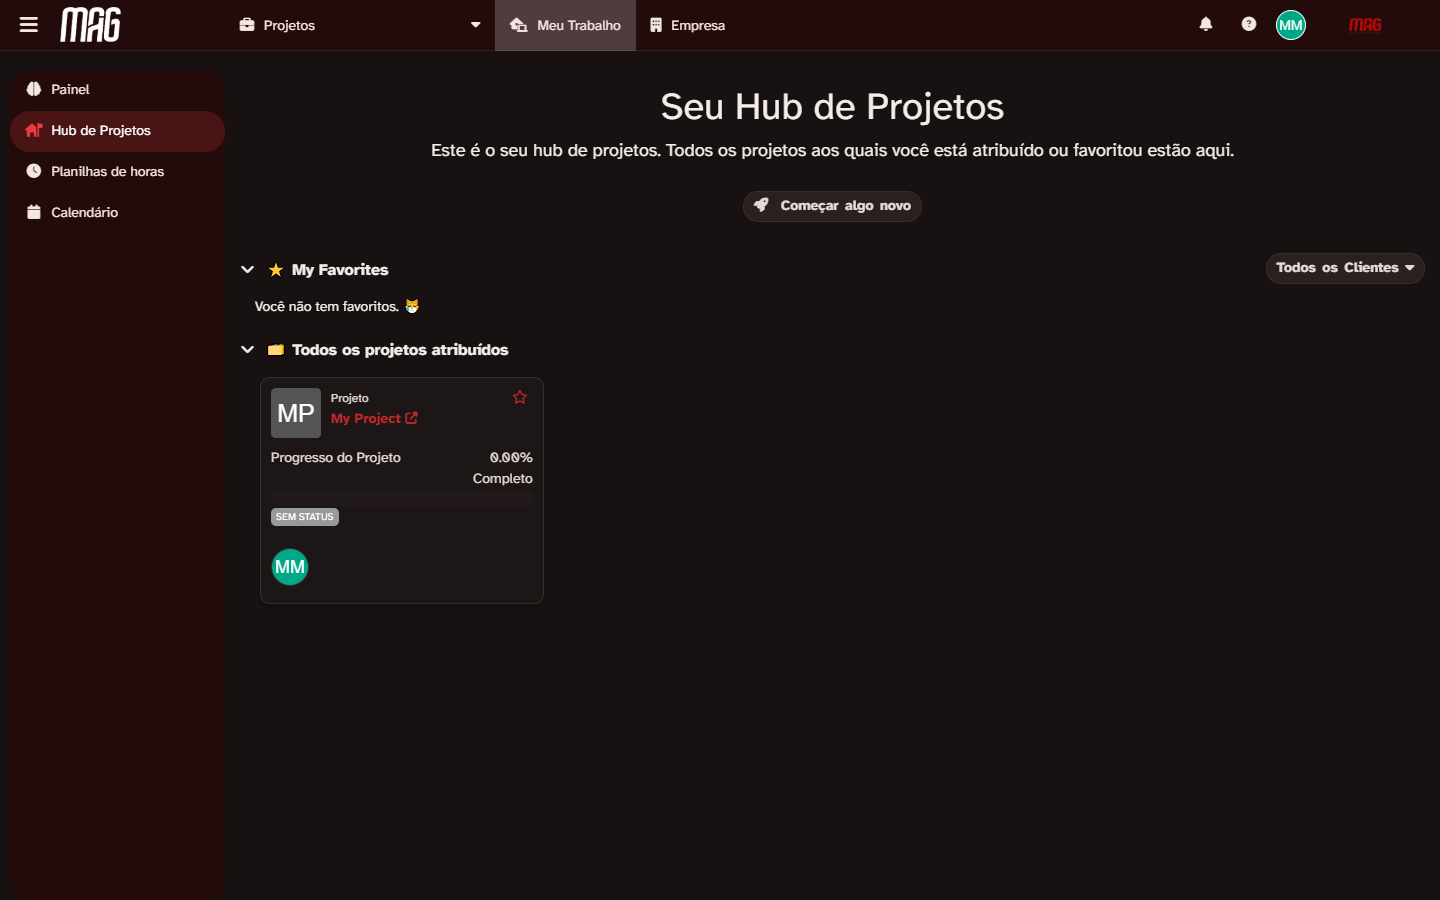 MAG
Projetos
Meu Trabalho
Empresa
MM
MAG
Painel
Hub de Projetos
Planilhas de horas
Calendário
Seu Hub de Projetos
Este é o seu hub de projetos. Todos os projetos aos quais você está atribuído ou favoritou estão aqui.
Começar algo novo
My Favorites
Todos os Clientes
Você não tem favoritos.
Todos os projetos atribuídos
MP
Projeto
My Project
Progresso do Projeto
0.00%
Completo
SEM STATUS
MM